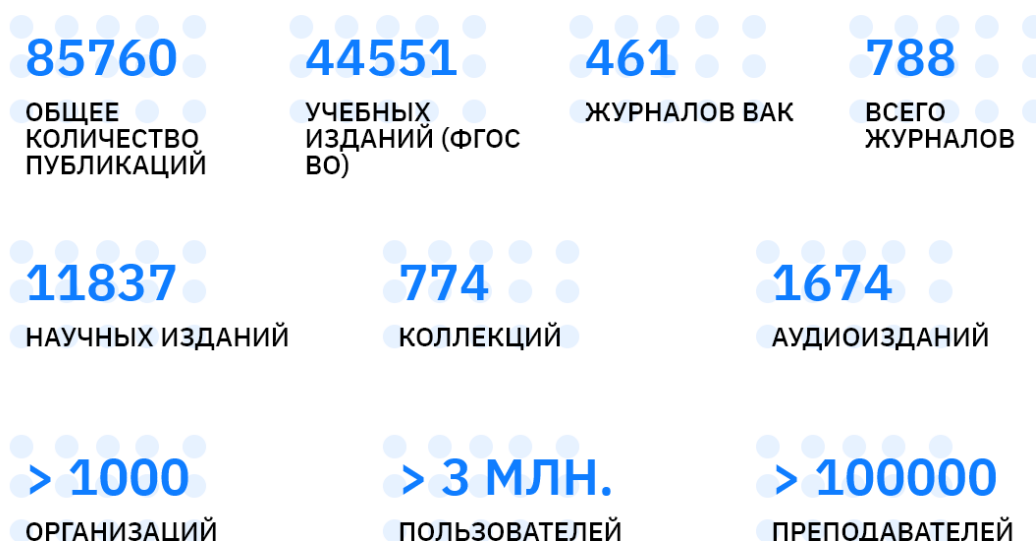 85760
ОБЩЕЕ
КОЛИЧЕСТВО
ПУБЛИКАЦИЙ
44551
УЧЕБНЫХ
ИЗДАНИЙ (ФГОС
ВО)
461
ЖУРНАЛОВ ВАК
788
ВСЕГО
ЖУРНАЛОВ
11837
НАУЧНЫХ ИЗДАНИЙ
774
КОЛЛЕКЦИЙ
1674
АУДИОИЗДАНИЙ
> 1000
ОРГАНИЗАЦИЙ
> 3 МЛН.
ПОЛЬЗОВАТЕЛЕЙ
> 100000
ПРЕПОДАВАТЕЛЕЙ